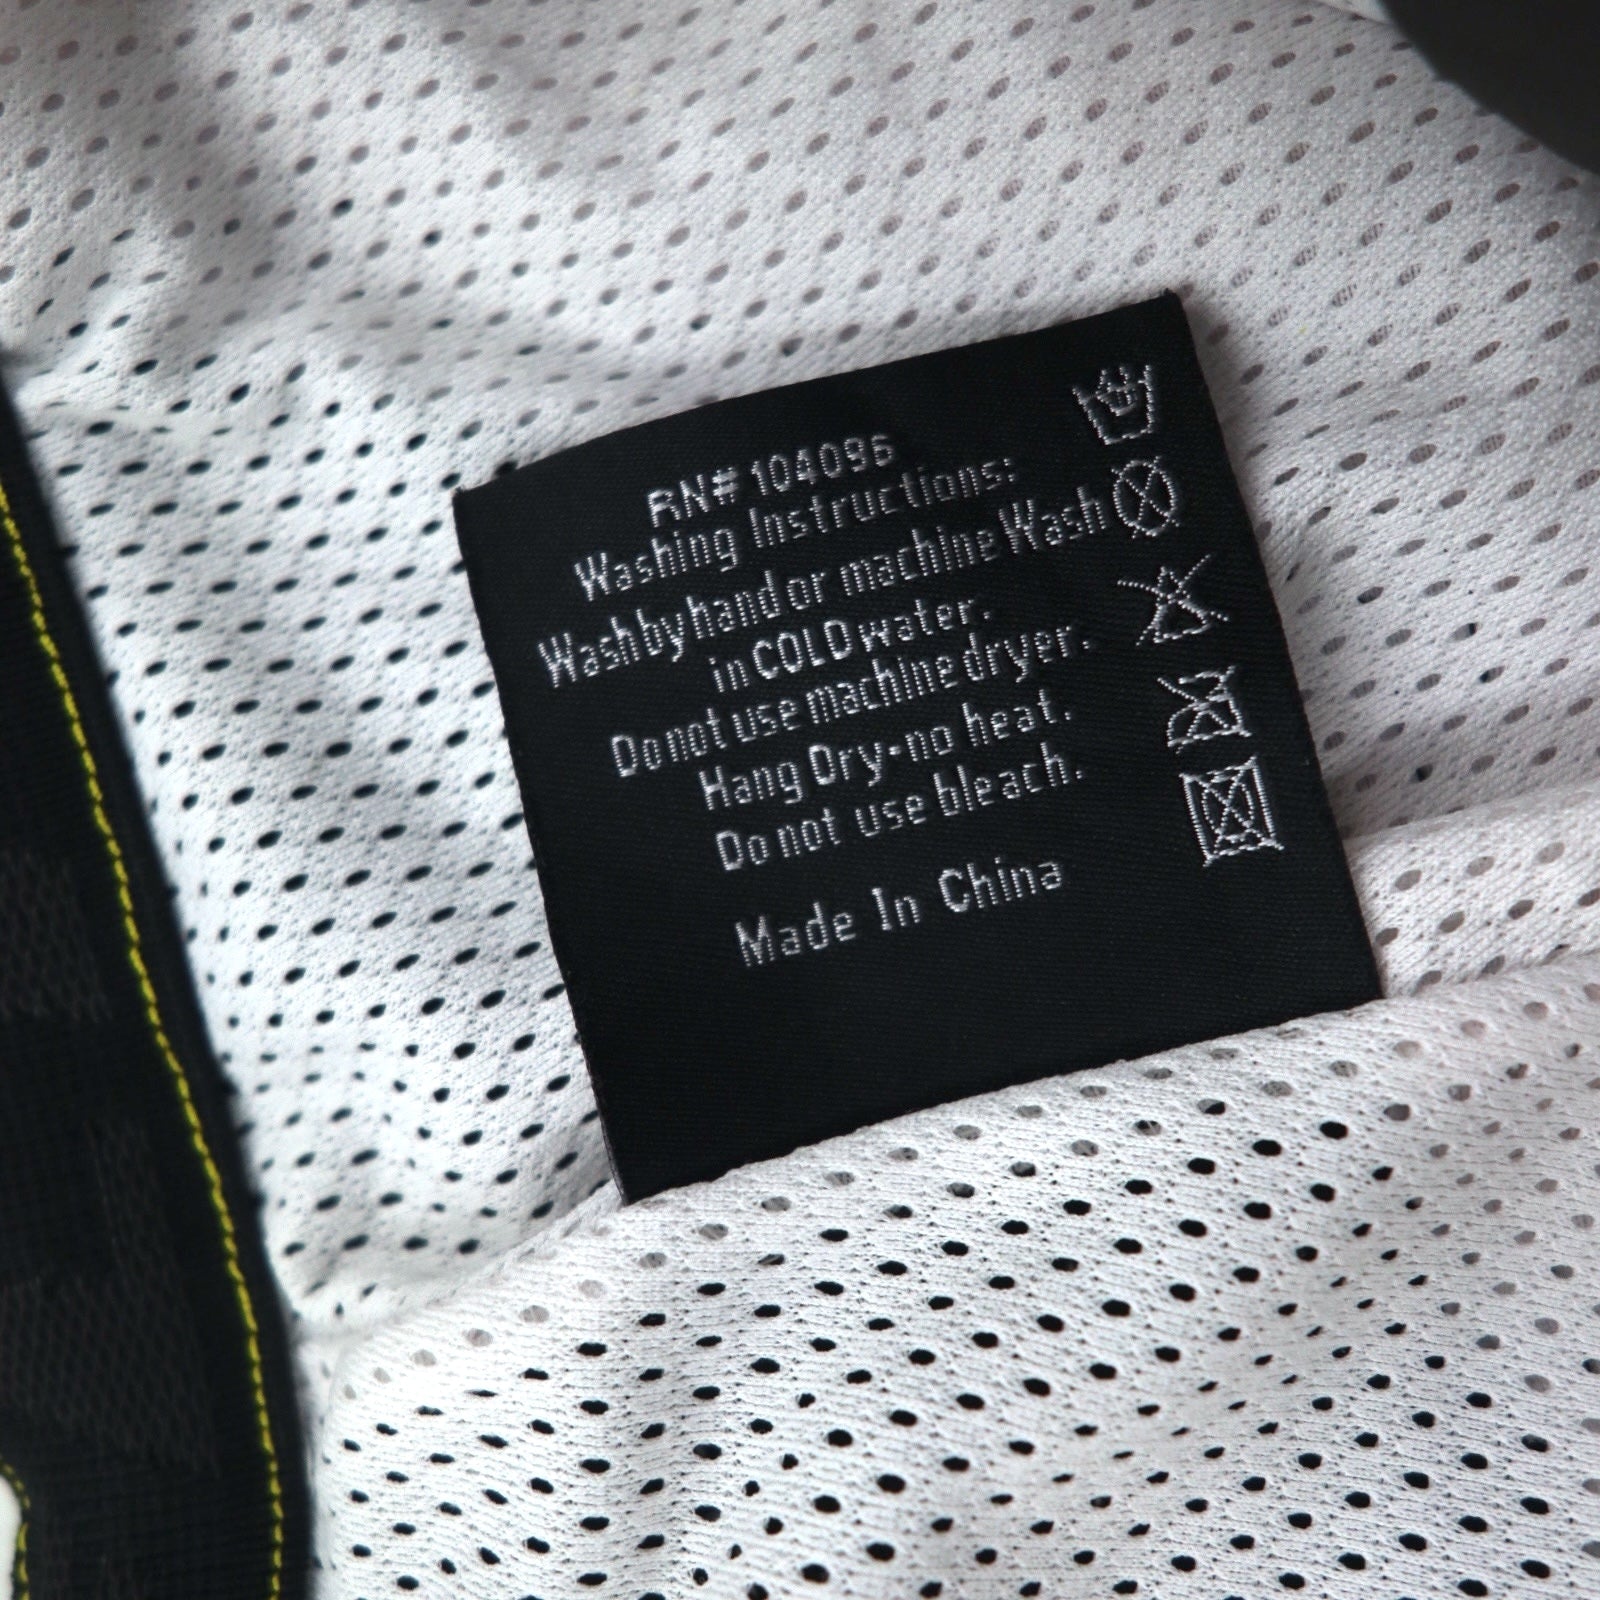 RN# 104096
Washing Instructions:
Wash by hand or machine Wash
in COLD water.
Do not use machine dryer.
Hang Dry-no heat.
Do not use bleach.
Made In China